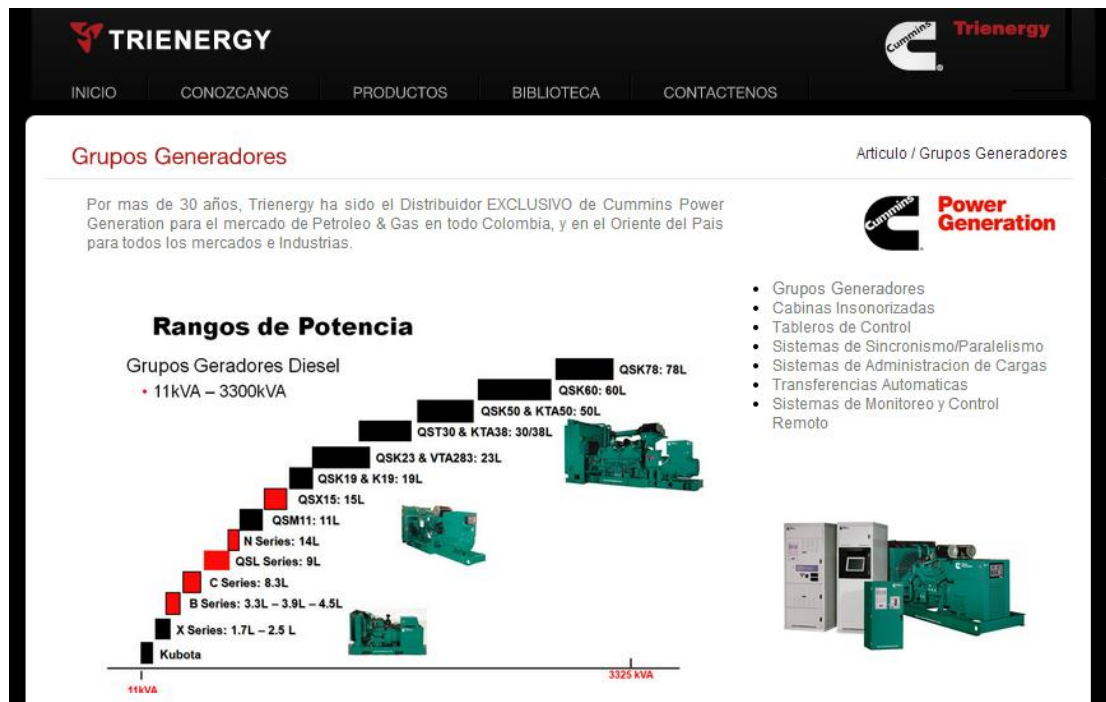 TRIENERGY
Cummins
Trienergy
INICIO CONOZCANOS PRODUCTOS BIBLIOTECA CONTACTENOS
Grupos Generadores
Articulo / Grupos Generadores
Por mas de 30 años, Trienergy ha sido el Distribuidor EXCLUSIVO de Cummins Power
Generation para el mercado de Petroleo & Gas en todo Colombia, y en el Oriente del Pais
para todos los mercados e Industrias.
Cummins
Power
Generation
• Grupos Generadores
• Cabinas Insonorizadas
• Tableros de Control
• Sistemas de Sincronismo/Paralelismo
• Sistemas de Administracion de Cargas
• Transferencias Automaticas
• Sistemas de Monitoreo y Control
Remoto
Rangos de Potencia
Grupos Geradores Diesel
• 11kVA – 3300kVA
QSK78: 78L
QSK60: 60L
QSK50 & KTA50: 50L
QST30 & KTA38: 30/38L
QSK23 & VTA283: 23L
QSK19 & K19: 19L
QSX15: 15L
QSM11: 11L
N Series: 14L
QSL Series: 9L
C Series: 8.3L
B Series: 3.3L – 3.9L – 4.5L
X Series: 1.7L – 2.5 L
Kubota
11kVA
3325 kVA